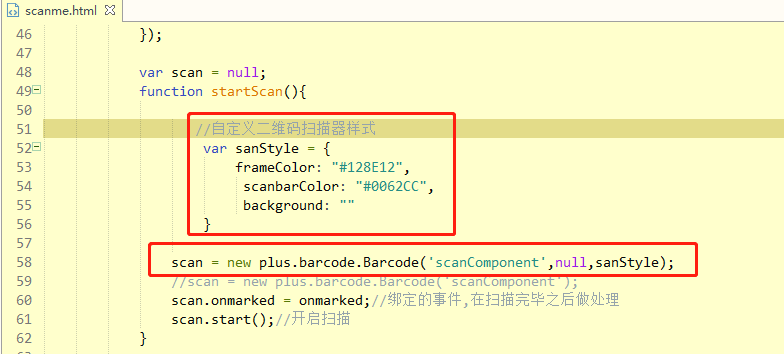 scanme.html
46 });
47
48 var scan = null;
49 function startScan(){
50
51 //自定义二维码扫描器样式
52 var sanStyle = {
53 frameColor: "#128E12",
54 scanbarColor: "#0062CC",
55 background: ""
56 }
57
58 scan = new plus.barcode.Barcode('scanComponent',null,sanStyle);
59 //scan = new plus.barcode.Barcode('scanComponent');
60 scan.onmarked = onmarked;//绑定的事件,在扫描完毕之后做处理
61 scan.start();//开启扫描
62 }